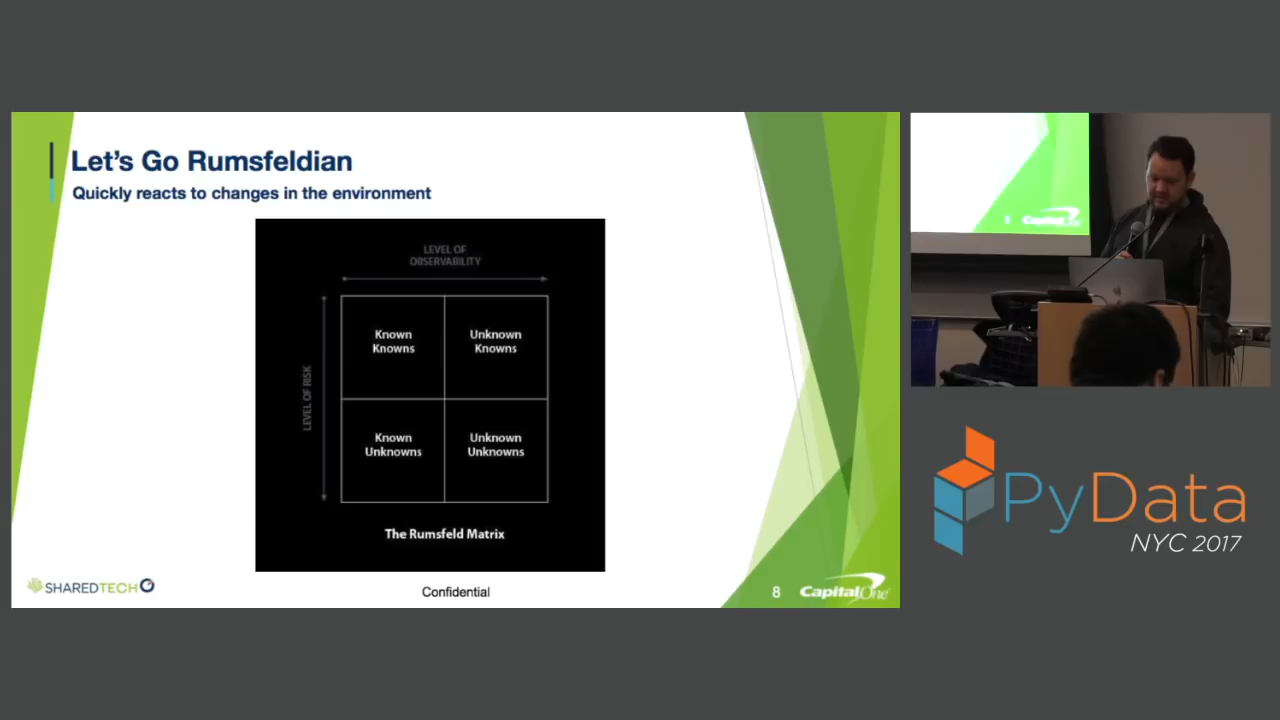 Let's Go Rumsfeldian
Quickly reacts to changes in the environment
LEVEL OF
OBSERVABILITY
LEVEL OF RISK
Known
Knowns
Unknown
Knowns
Known
Unknowns
Unknown
Unknowns
The Rumsfeld Matrix
SHAREDTECH
Confidential
8
CapitalOne
PyData
NYC 2017